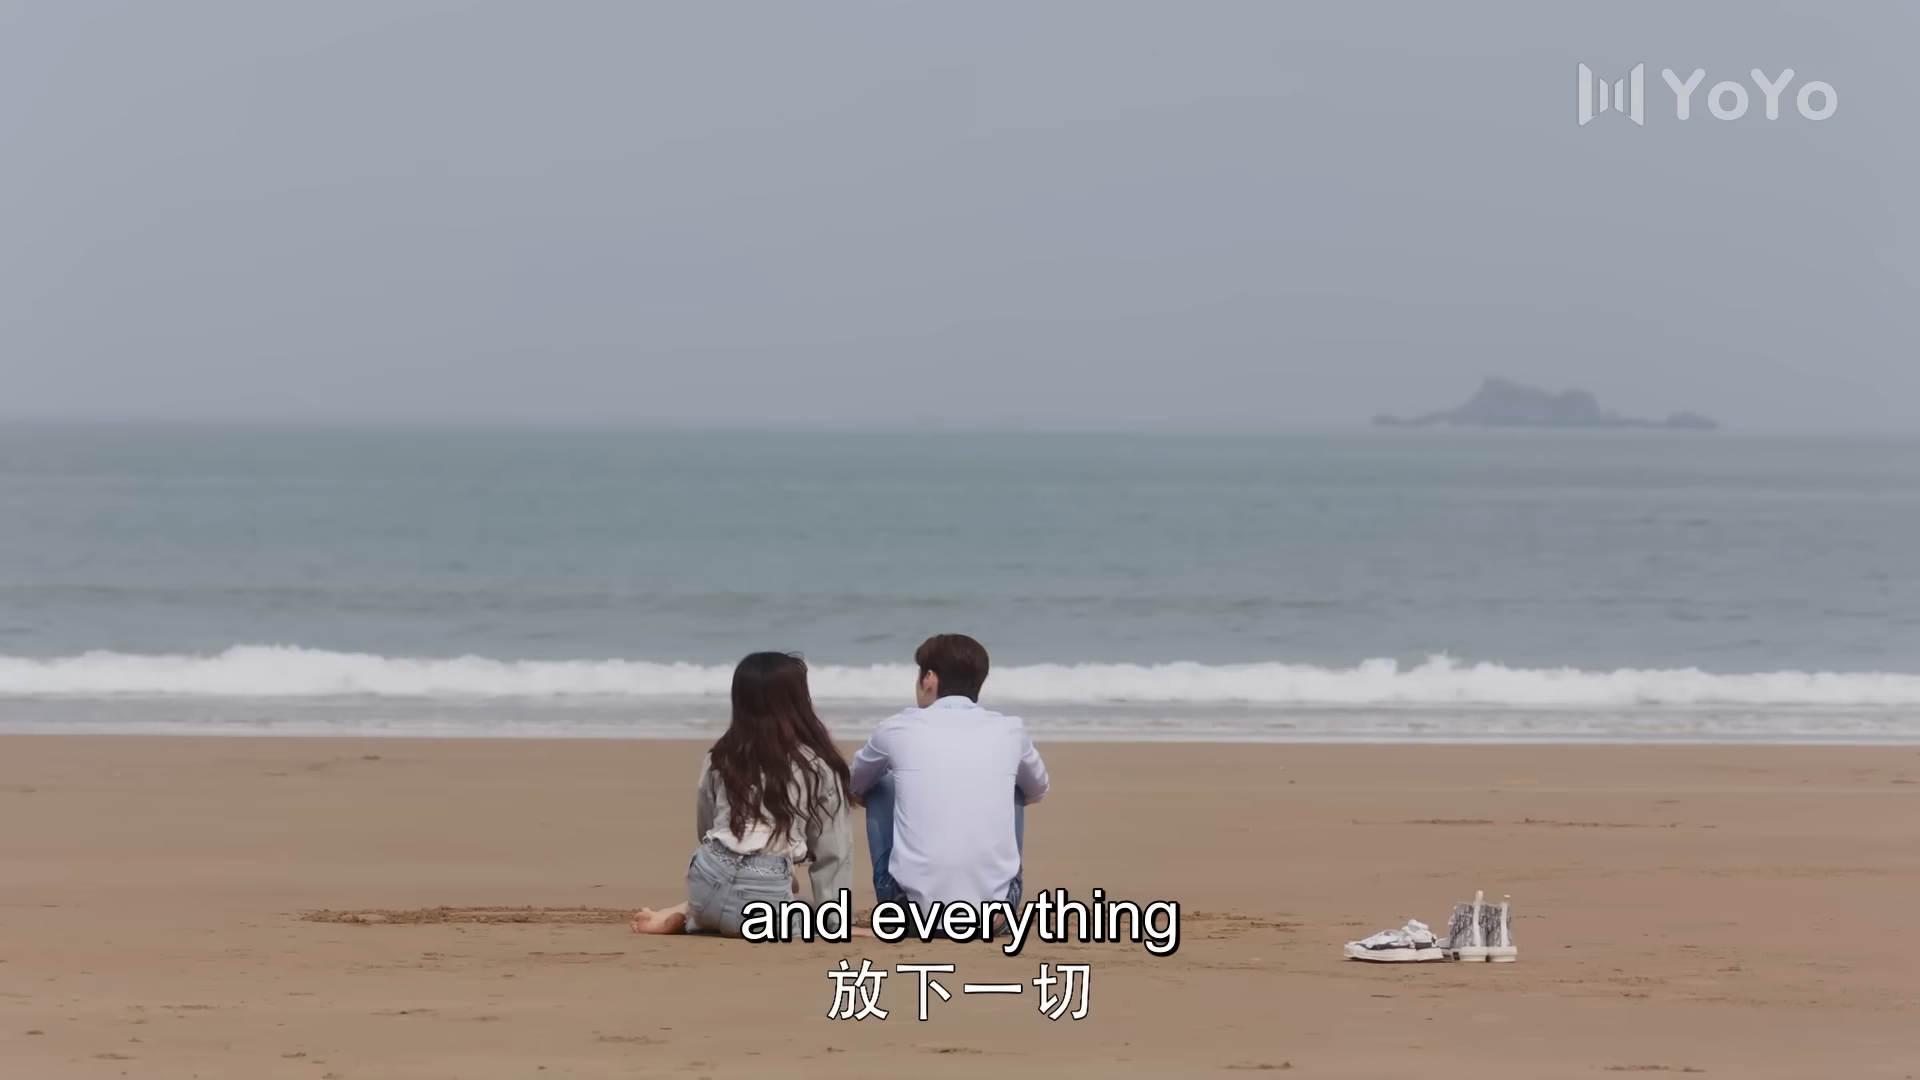 YoYo
and everything
放下一切